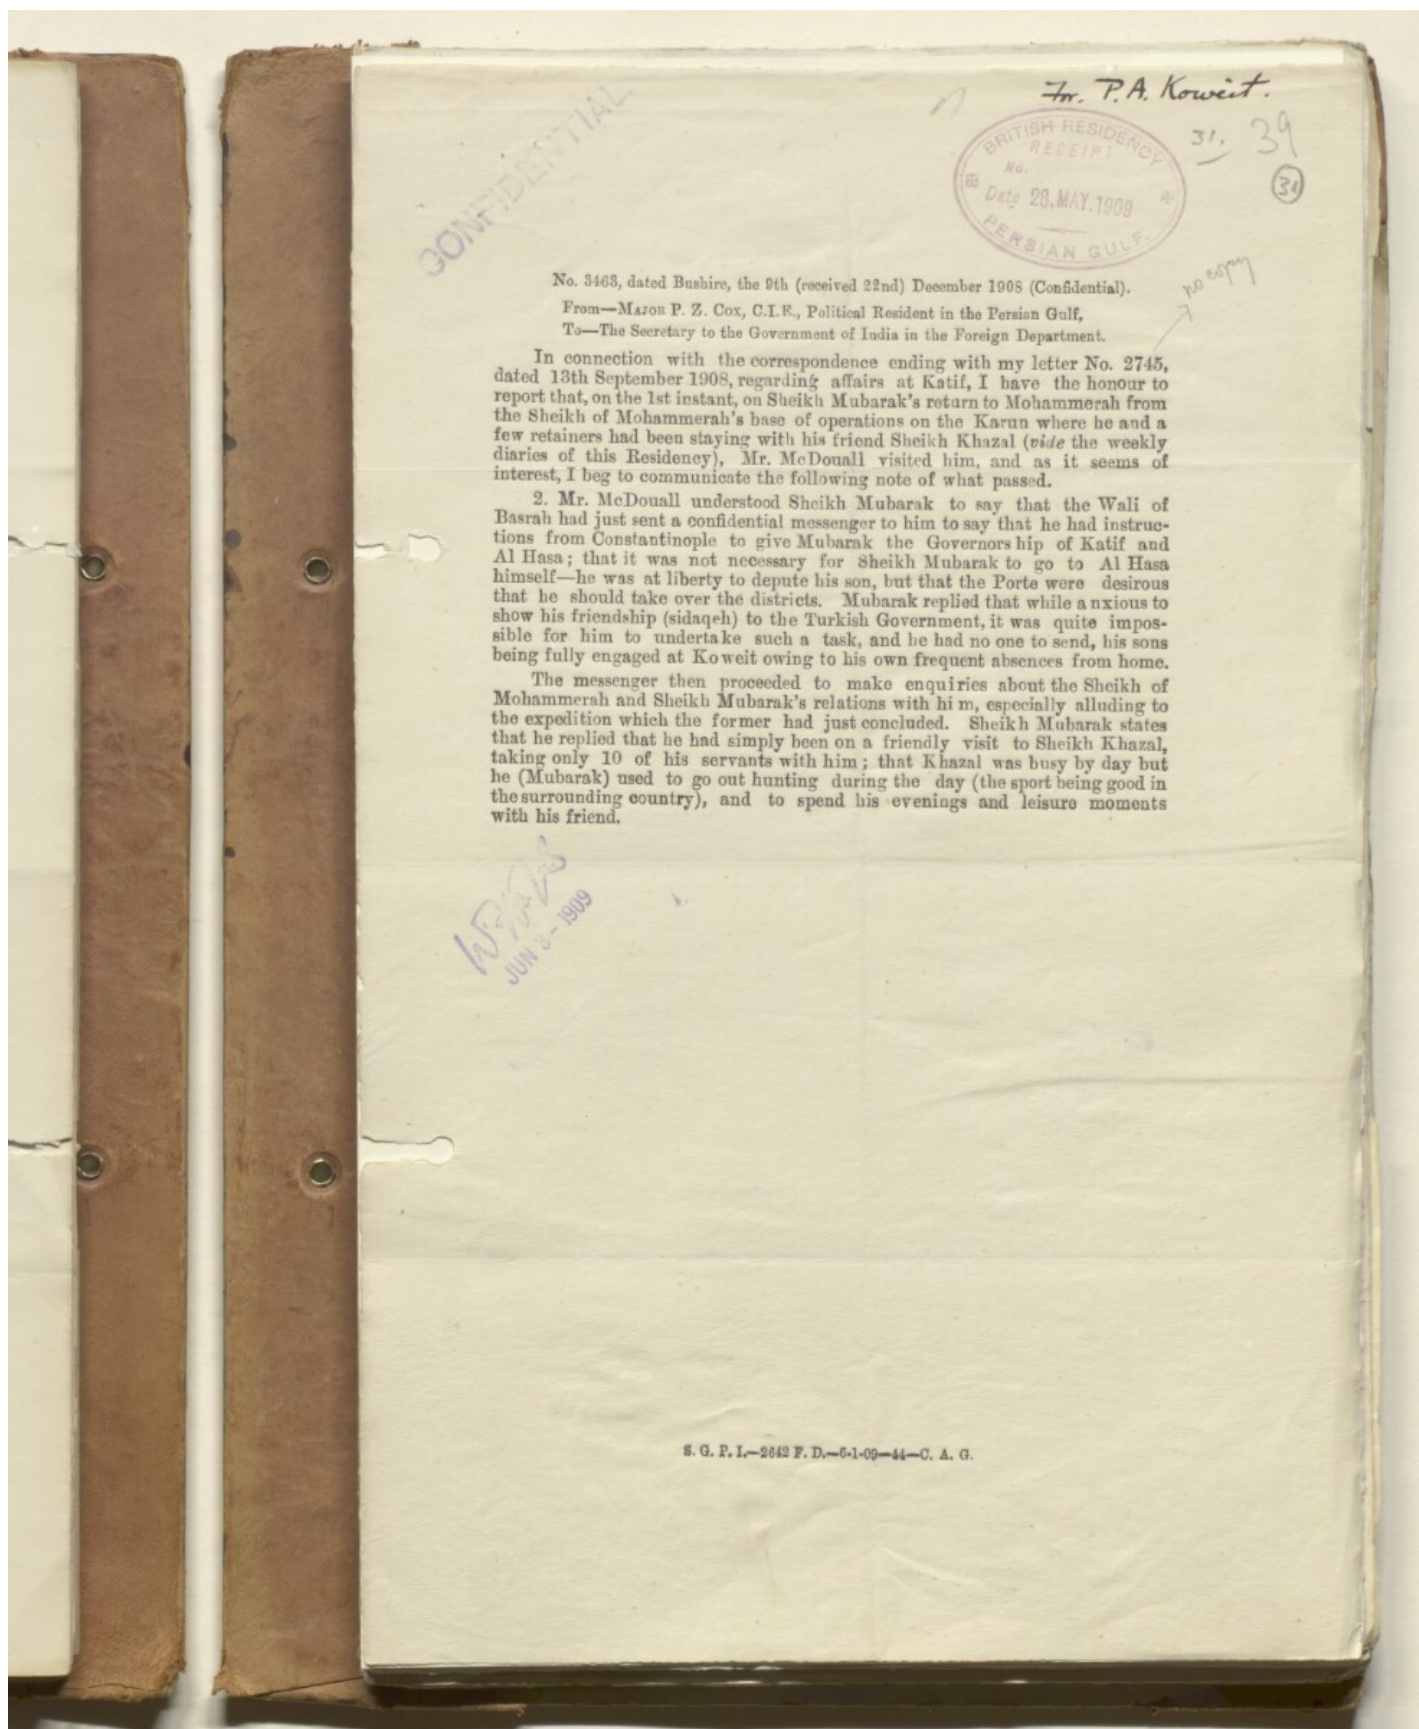 For. P.A. Koweit.
CONFIDENTIAL
BRITISH RESIDENCY
RECEIPT
No.
Date 28.MAY.1909
PERSIAN GULF.
31.
39
no copy
No. 3463, dated Bushire, the 9th (received 22nd) December 1908 (Confidential).
From—MAJOR P. Z. Cox, C.I.E., Political Resident in the Persian Gulf,
To—The Secretary to the Government of India in the Foreign Department.
In connection with the correspondence ending with my letter No. 2745,
dated 13th September 1908, regarding affairs at Katif, I have the honour to
report that, on the 1st instant, on Sheikh Mubarak's return to Mohammerah from
the Sheikh of Mohammerah's base of operations on the Karun where he and a
few retainers had been staying with his friend Sheikh Khazal (vide the weekly
diaries of this Residency), Mr. McDouall visited him, and as it seems of
interest, I beg to communicate the following note of what passed.
2. Mr. McDouall understood Sheikh Mubarak to say that the Wali of
Basrah had just sent a confidential messenger to him to say that he had instruc-
tions from Constantinople to give Mubarak the Governorship of Katif and
Al Hasa; that it was not necessary for Sheikh Mubarak to go to Al Hasa
himself—he was at liberty to depute his son, but that the Porte were desirous
that he should take over the districts. Mubarak replied that while anxious to
show his friendship (sidaqeh) to the Turkish Government, it was quite impos-
sible for him to undertake such a task, and he had no one to send, his sons
being fully engaged at Koweit owing to his own frequent absences from home.
The messenger then proceeded to make enquiries about the Sheikh of
Mohammerah and Sheikh Mubarak's relations with him, especially alluding to
the expedition which the former had just concluded. Sheikh Mubarak states
that he replied that he had simply been on a friendly visit to Sheikh Khazal,
taking only 10 of his servants with him; that Khazal was busy by day but
he (Mubarak) used to go out hunting during the day (the sport being good in
the surrounding country), and to spend his evenings and leisure moments
with his friend.
JUN 3-1909
S. G. P. I.—2642 F. D.—6-1-09—44—C. A. G.